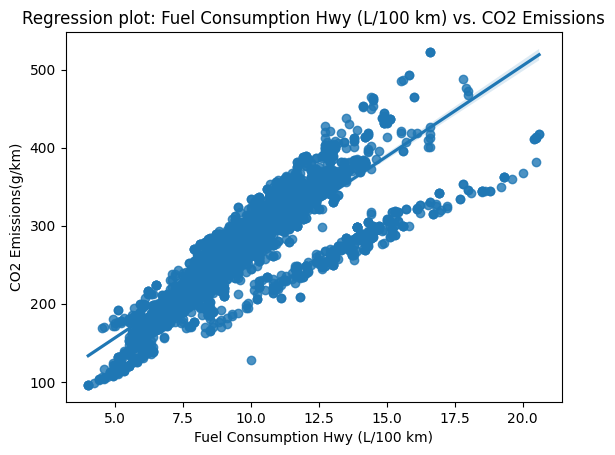 Regression plot: Fuel Consumption Hwy (L/100 km) vs. CO2 Emissions
500
400
300
200
100
CO2 Emissions(g/km)
5.0 7.5 10.0 12.5 15.0 17.5 20.0
Fuel Consumption Hwy (L/100 km)